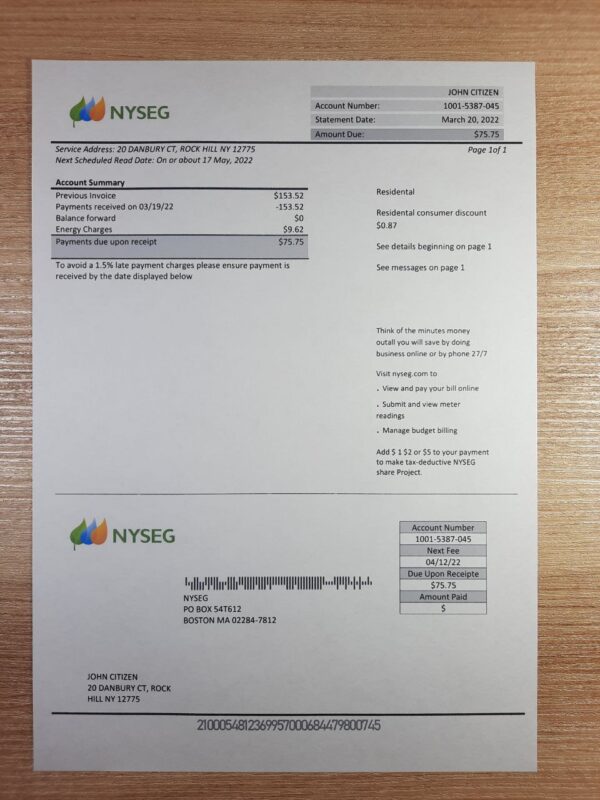 NYSEG
JOHN CITIZEN
Account Number: 1001-5387-045
Statement Date: March 20, 2022
Amount Due: $75.75
Service Address: 20 DANBURY CT, ROCK HILL NY 12775
Page 1of 1
Next Scheduled Read Date: On or about 17 May, 2022
Account Summary
Previous Invoice $153.52
Payments received on 03/19/22 -153.52
Balance forward $0
Energy Charges $9.62
Payments due upon receipt $75.75
To avoid a 1.5% late payment charges please ensure payment is
received by the date displayed below
Residental
Residental consumer discount
$0.87
See details beginning on page 1
See messages on page 1
Think of the minutes money
outall you will save by doing
business online or by phone 27/7
Visit nyseg.com to
. View and pay your bill online
. Submit and view meter
readings
. Manage budget billing
Add $ 1 $2 or $5 to your payment
to make tax-deductive NYSEG
share Project.
NYSEG
Account Number
1001-5387-045
Next Fee
04/12/22
Due Upon Receipte
$75.75
Amount Paid
$
NYSEG
PO BOX 54T612
BOSTON MA 02284-7812
JOHN CITIZEN
20 DANBURY CT, ROCK
HILL NY 12775
2100054812369957000684479800745